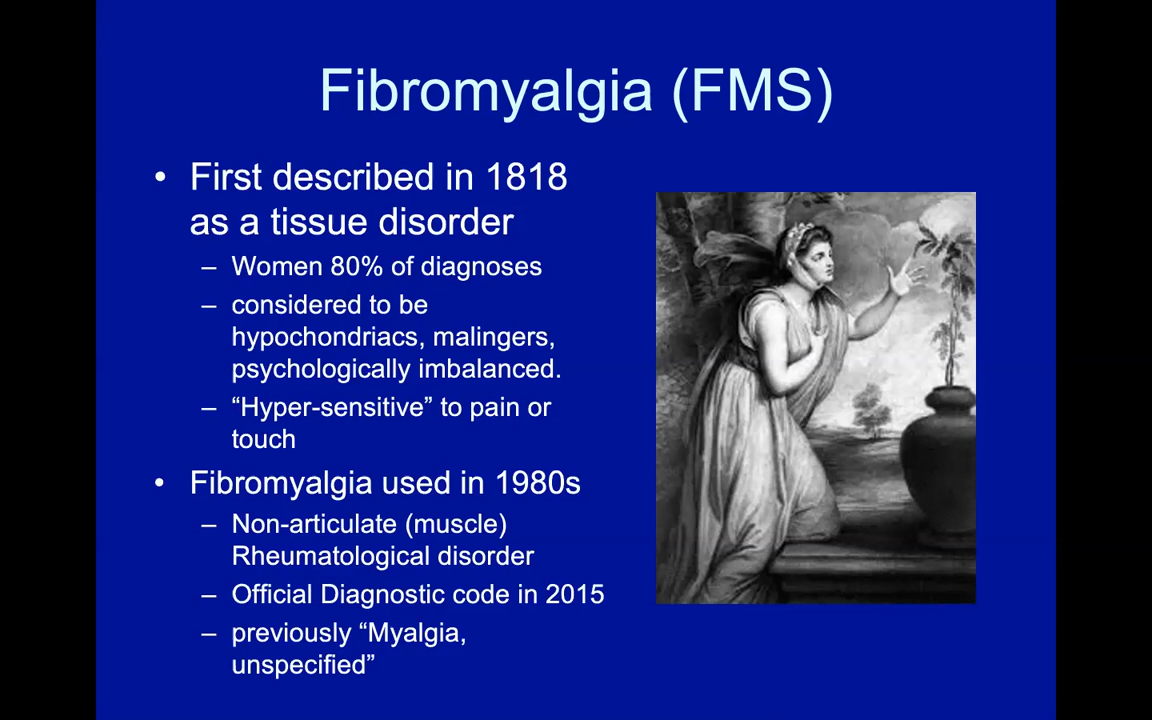 Fibromyalgia (FMS)
• First described in 1818
as a tissue disorder
– Women 80% of diagnoses
– considered to be
hypochondriacs, malingers,
psychologically imbalanced.
– “Hyper-sensitive” to pain or
touch
• Fibromyalgia used in 1980s
– Non-articulate (muscle)
Rheumatological disorder
– Official Diagnostic code in 2015
– previously “Myalgia,
unspecified”